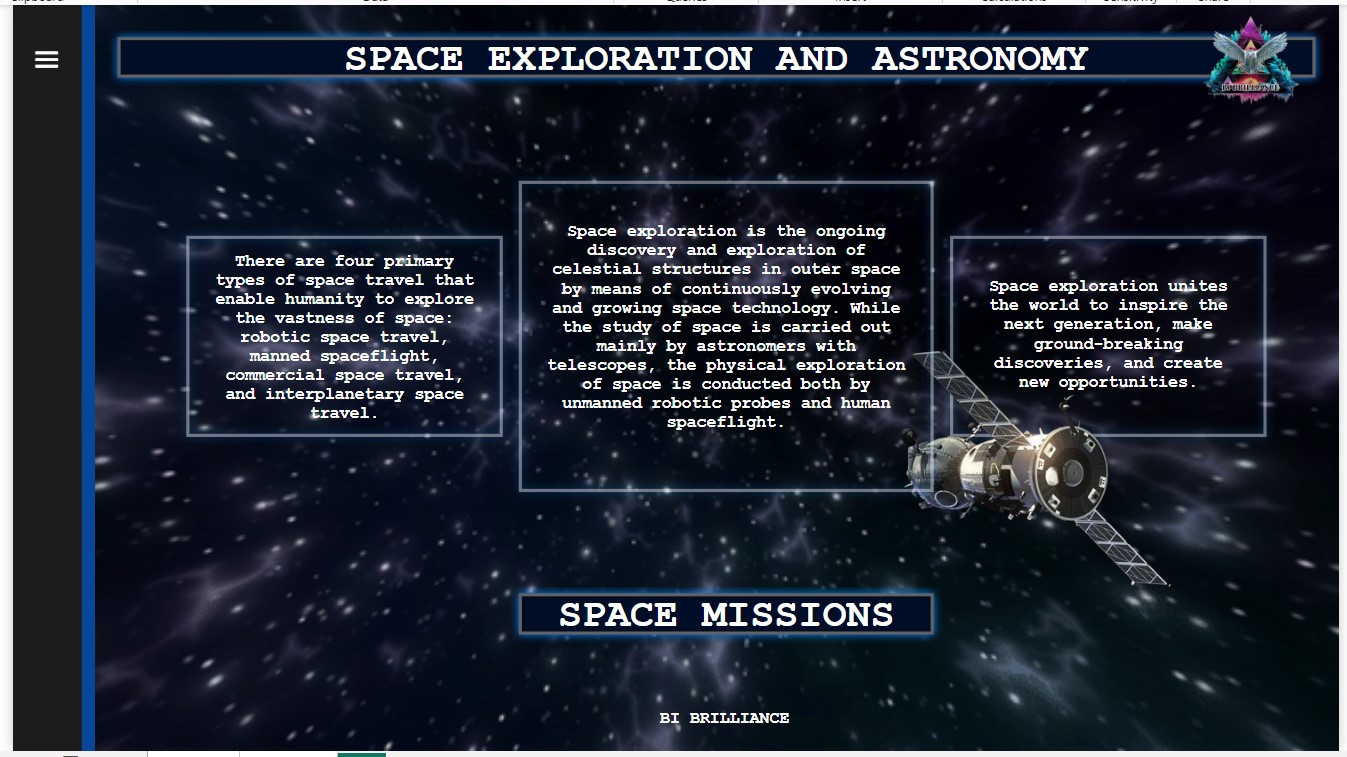 SPACE EXPLORATION AND ASTRONOMY
BI BRILLIANCE
There are four primary
types of space travel that
enable humanity to explore
the vastness of space:
robotic space travel,
manned spaceflight,
commercial space travel,
and interplanetary space
travel.
Space exploration is the ongoing
discovery and exploration of
celestial structures in outer space
by means of continuously evolving
and growing space technology. While
the study of space is carried out
mainly by astronomers with
telescopes, the physical exploration
of space is conducted both by
unmanned robotic probes and human
spaceflight.
Space exploration unites
the world to inspire the
next generation, make
ground-breaking
discoveries, and create
new opportunities.
SPACE MISSIONS
BI BRILLIANCE